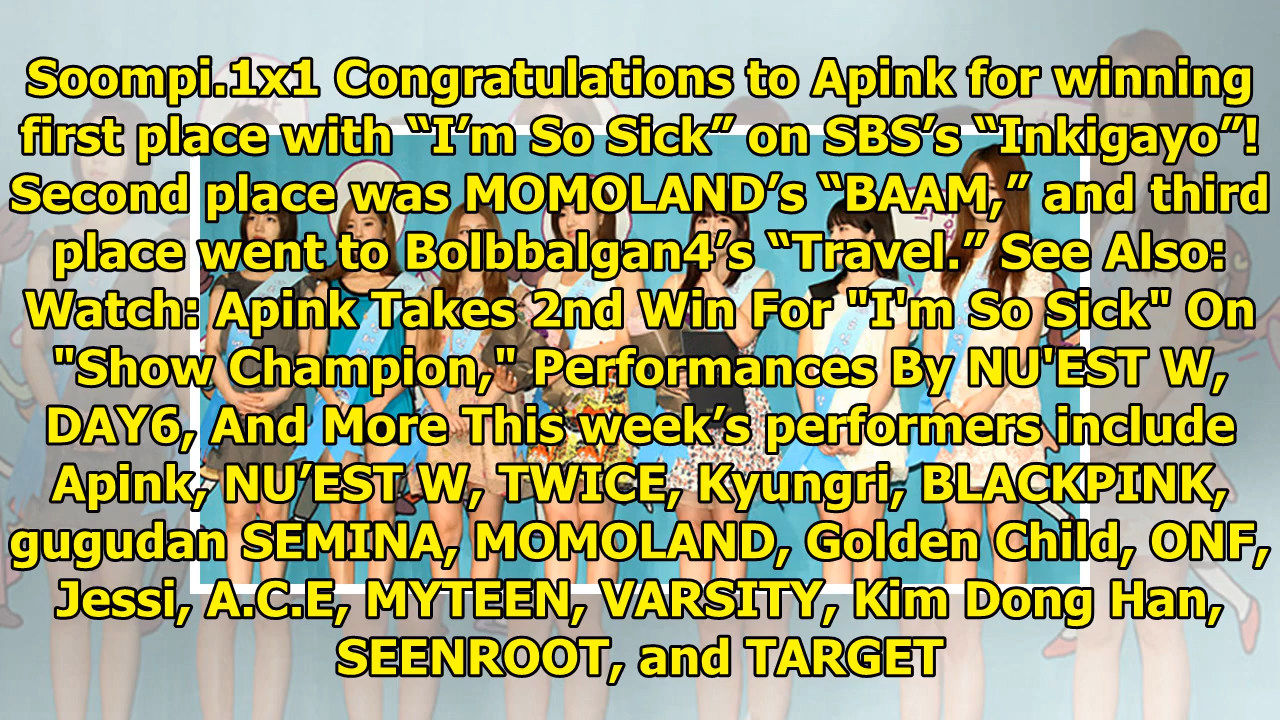 Soompi.1x1 Congratulations to Apink for winning
first place with “I’m So Sick” on SBS’s “Inkigayo”!
Second place was MOMOLAND’s “BAAM,” and third
place went to Bolbbalgan4’s “Travel.” See Also:
Watch: Apink Takes 2nd Win For "I'm So Sick" On
"Show Champion," Performances By NU'EST W,
DAY6, And More This week’s performers include
Apink, NU’EST W, TWICE, Kyungri, BLACKPINK,
gugudan SEMINA, MOMOLAND, Golden Child, ONF,
Jessi, A.C.E, MYTEEN, VARSITY, Kim Dong Han,
SEENROOT, and TARGET